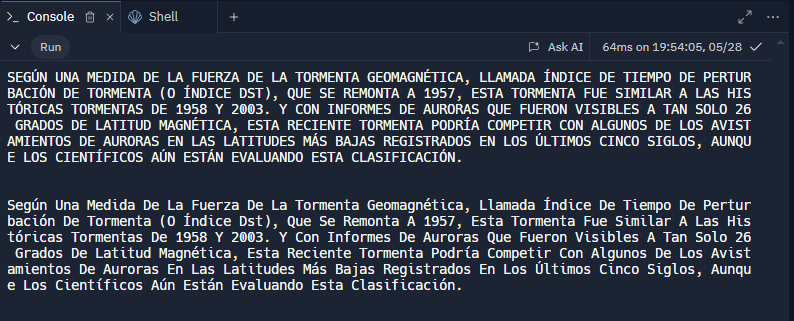 Console
Shell
Run
Ask AI
64ms on 19:54:05, 05/28
SEGÚN UNA MEDIDA DE LA FUERZA DE LA TORMENTA GEOMAGNÉTICA, LLAMADA ÍNDICE DE TIEMPO DE PERTUR
BACIÓN DE TORMENTA (O ÍNDICE DST), QUE SE REMONTA A 1957, ESTA TORMENTA FUE SIMILAR A LAS HIS
TÓRICAS TORMENTAS DE 1958 Y 2003. Y CON INFORMES DE AURORAS QUE FUERON VISIBLES A TAN SOLO 26
GRADOS DE LATITUD MAGNÉTICA, ESTA RECIENTE TORMENTA PODRÍA COMPETIR CON ALGUNOS DE LOS AVIST
AMIENTOS DE AURORAS EN LAS LATITUDES MÁS BAJAS REGISTRADOS EN LOS ÚLTIMOS CINCO SIGLOS, AUNQU
E LOS CIENTÍFICOS AÚN ESTÁN EVALUANDO ESTA CLASIFICACIÓN.
Según Una Medida De La Fuerza De La Tormenta Geomagnética, Llamada Índice De Tiempo De Pertur
bación De Tormenta (O Índice Dst), Que Se Remonta A 1957, Esta Tormenta Fue Similar A Las His
tóricas Tormentas De 1958 Y 2003. Y Con Informes De Auroras Que Fueron Visibles A Tan Solo 26
Grados De Latitud Magnética, Esta Reciente Tormenta Podría Competir Con Algunos De Los Avist
amientos De Auroras En Las Latitudes Más Bajas Registrados En Los Últimos Cinco Siglos, Aunqu
e Los Científicos Aún Están Evaluando Esta Clasificación.